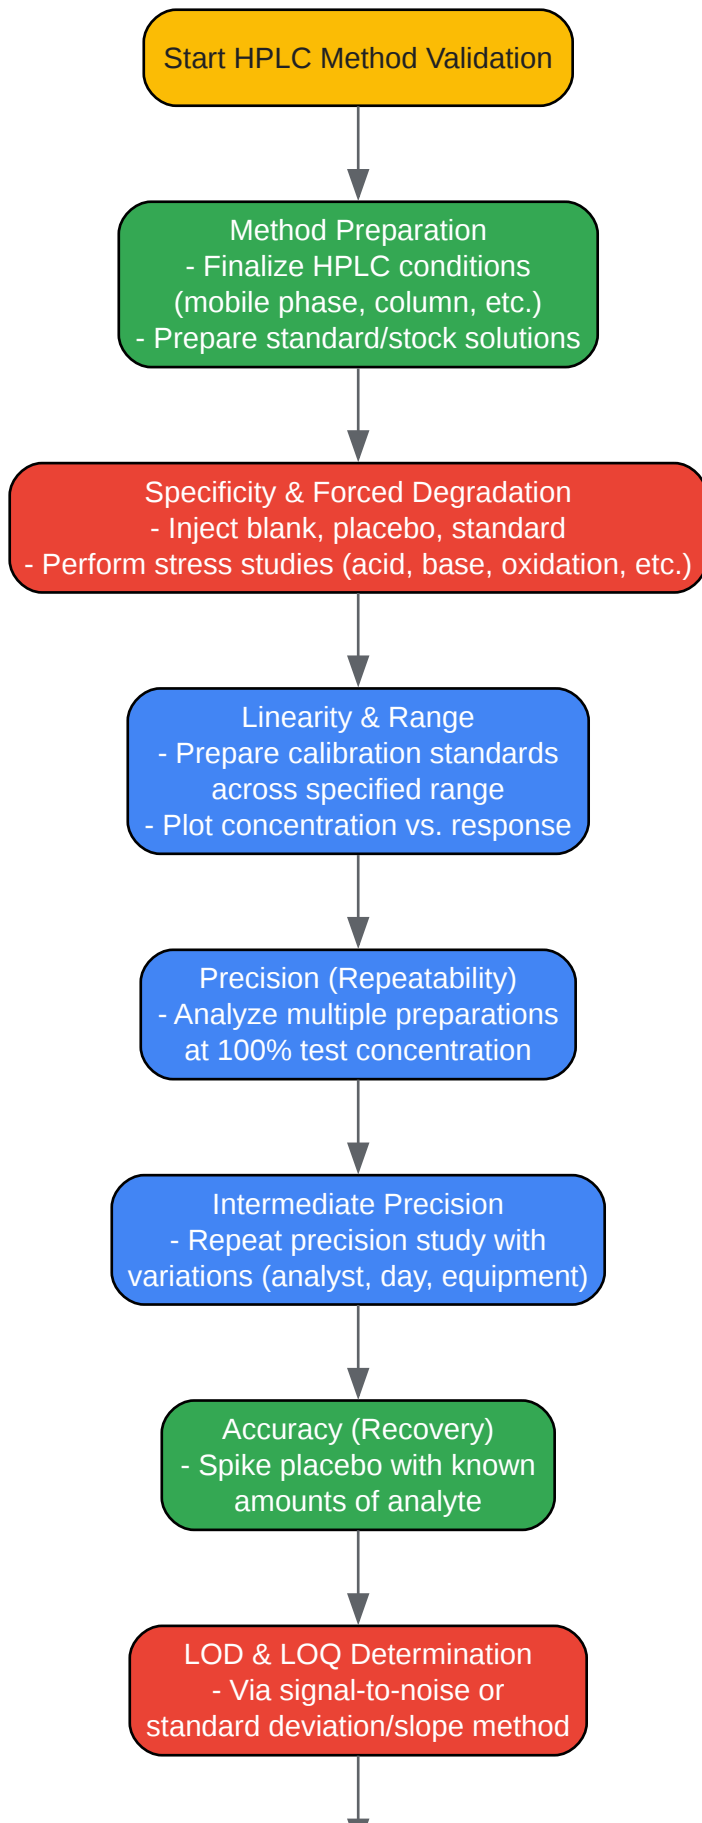 Start HPLC Method Validation
Method Preparation
- Finalize HPLC conditions
(mobile phase, column, etc.)
- Prepare standard/stock solutions
Specificity & Forced Degradation
- Inject blank, placebo, standard
- Perform stress studies (acid, base, oxidation, etc.)
Linearity & Range
- Prepare calibration standards
across specified range
- Plot concentration vs. response
Precision (Repeatability)
- Analyze multiple preparations
at 100% test concentration
Intermediate Precision
- Repeat precision study with
variations (analyst, day, equipment)
Accuracy (Recovery)
- Spike placebo with known
amounts of analyte
LOD & LOQ Determination
- Via signal-to-noise or
standard deviation/slope method